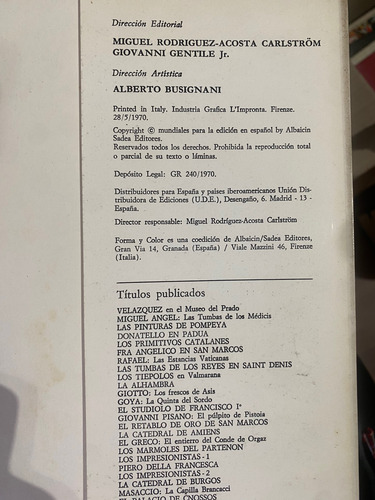 Dirección Editorial
MIGUEL RODRIGUEZ-ACOSTA CARLSTRÖM
GIOVANNI GENTILE Jr.
Dirección Artística
ALBERTO BUSIGNANI
Printed in Italy. Industria Grafica L'Impronta. Firenze.
28/5/1970.
Copyright © mundiales para la edición en español by Albaicin
Sadea Editores.
Reservados todos los derechos. Prohibida la reproducción total
o parcial de su texto o láminas.
Depósito Legal: GR 240/1970.
Distribuidores para España y países iberoamericanos Unión Dis-
tribuidora de Ediciones (U.D.E.), Desengaño, 6. Madrid - 13 -
España.
Director responsable: Miguel Rodríguez-Acosta Carlström
Forma y Color es una coedición de Albaicin/Sadea Editores,
Gran Via 14, Granada (España) / Viale Mazzini 46, Firenze
(Italia).
Títulos publicados
VELAZQUEZ en el Museo del Prado
MIGUEL ANGEL: Las Tumbas de los Médicis
LAS PINTURAS DE POMPEYA
DONATELLO EN PADUA
LOS PRIMITIVOS CATALANES
FRA ANGELICO EN SAN MARCOS
RAFAEL: Las Estancias Vaticanas
LAS TUMBAS DE LOS REYES EN SAINT DENIS
LOS TIEPOLOS en Valmarana
LA ALHAMBRA
GIOTTO: Los frescos de Asis
GOYA: La Quinta del Sordo
EL STUDIOLO DE FRANCISCO Iº
GIOVANNI PISANO: El púlpito de Pistoia
EL RETABLO DE ORO DE SAN MARCOS
LA CATEDRAL DE AMIENS
EL GRECO: El entierro del Conde de Orgaz
LOS MARMOLES DEL PARTENON
LOS IMPRESIONISTAS - 1
PIERO DELLA FRANCESCA
LOS IMPRESIONISTAS - 2
LA CATEDRAL DE BURGOS
MASACCIO: La Capilla Brancacci
EL PALACIO DE CNOSSOS